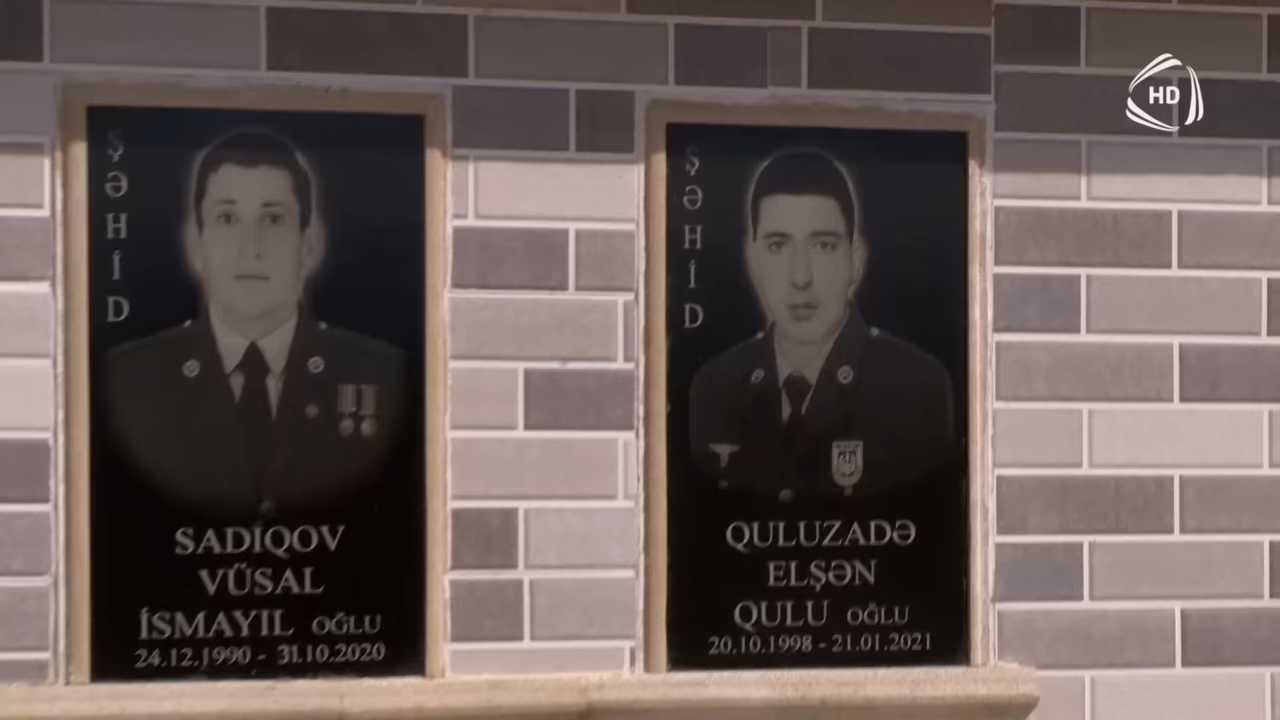 ŞƏHİD
SADİQOV
VÜSAL
İSMAYIL OĞLU
24.12.1990 - 31.10.2020
ŞƏHİD
QULUZADƏ
ELŞƏN
QULU OĞLU
20.10.1998 - 21.01.2021
HD